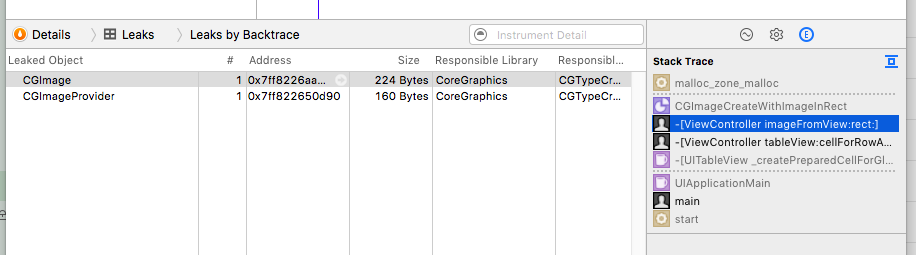 Details Leaks Leaks by Backtrace Instrument Detail E
Leaked Object # Address Size Responsible Library Responsibl... Stack Trace
CGImage 1 0x7ff8226aa... 224 Bytes CoreGraphics CGTypeCr... malloc_zone_malloc
CGImageProvider 1 0x7ff822650d90 160 Bytes CoreGraphics CGTypeCr... CGImageCreateWithImageInRect
-[ViewController imageFromView:rect:]
-[ViewController tableView:cellForRowA...
-[UITableView _createPreparedCellForGl...
UIApplicationMain
main
start